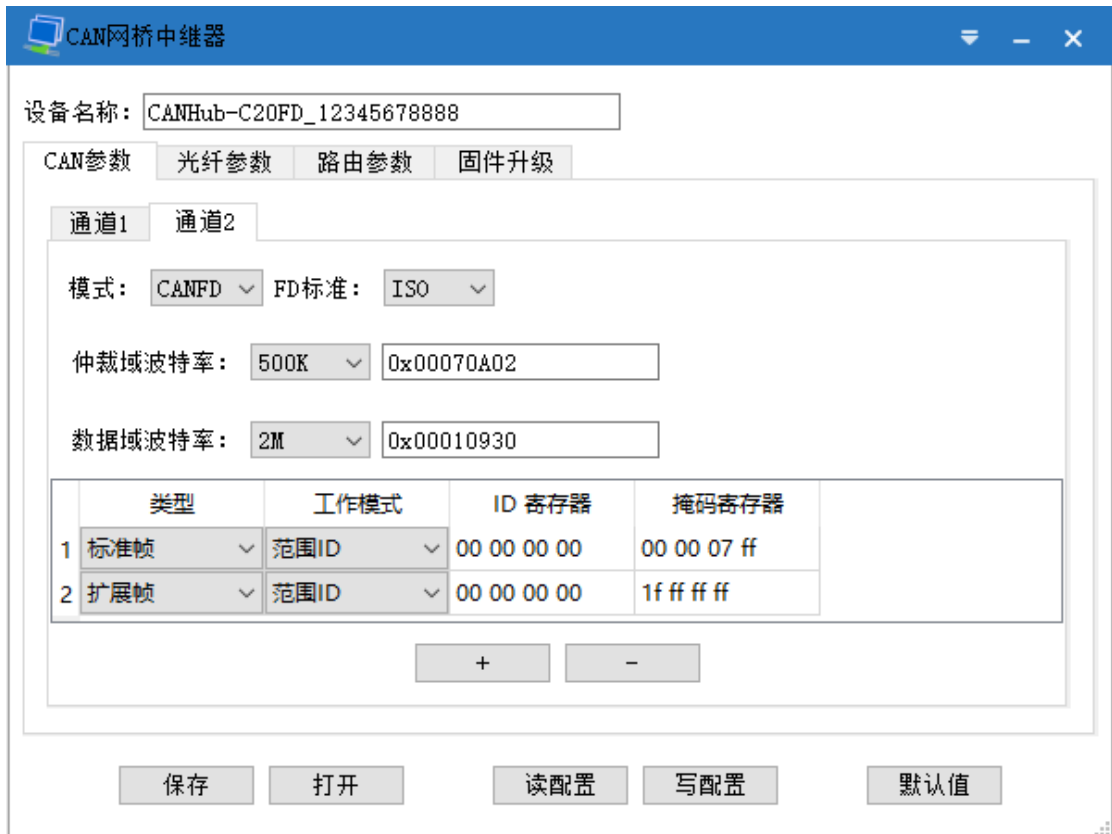 CAN网桥中继器
设备名称: CANHub-C20FD_12345678888
CAN参数 光纤参数 路由参数 固件升级
通道1 通道2
模式: CANFD FD标准: ISO
仲裁域波特率: 500K 0x00070A02
数据域波特率: 2M 0x00010930
类型 工作模式 ID 寄存器 掩码寄存器
1 标准帧 范围ID 00 00 00 00 00 00 07 ff
2 扩展帧 范围ID 00 00 00 00 1f ff ff ff
+ -
保存 打开 读配置 写配置 默认值